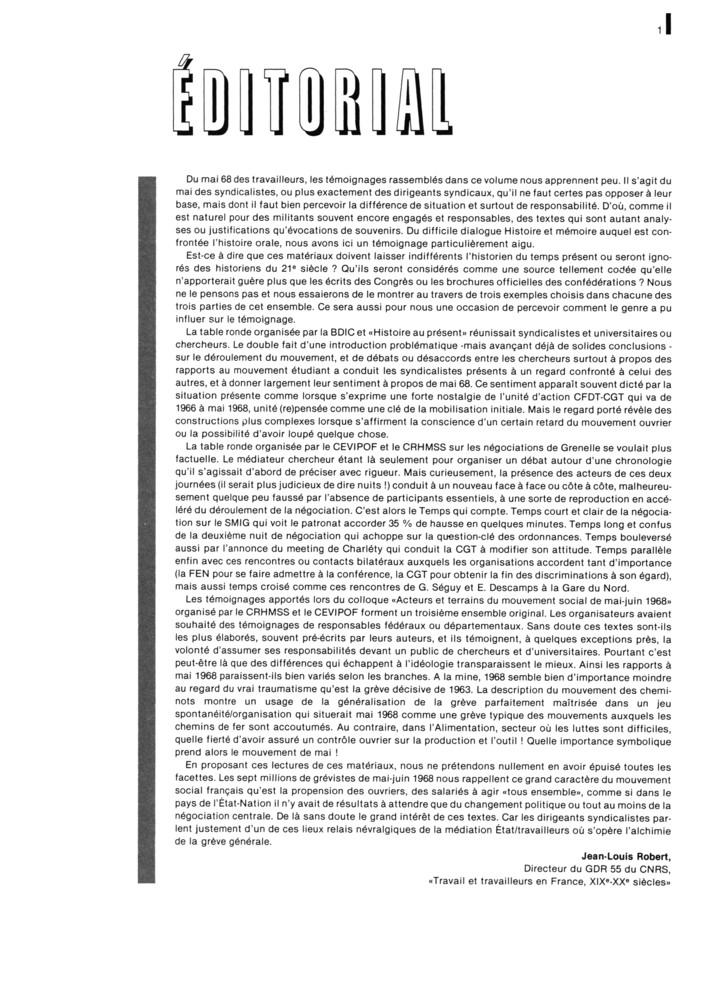 1
ÉDITORIAL
Du mai 68 des travailleurs, les témoignages rassemblés dans ce volume nous apprennent peu. Il s'agit du
mai des syndicalistes, ou plus exactement des dirigeants syndicaux, qu'il ne faut certes pas opposer à leur
base, mais dont il faut bien percevoir la différence de situation et surtout de responsabilité. D'où, comme il
est naturel pour des militants souvent encore engagés et responsables, des textes qui sont autant analy-
ses ou justifications qu'évocations de souvenirs. Du difficile dialogue Histoire et mémoire auquel est con-
frontée l'histoire orale, nous avons ici un témoignage particulièrement aigu.
Est-ce à dire que ces matériaux doivent laisser indifférents l'historien du temps présent ou seront igno-
rés des historiens du 21e siècle ? Qu'ils seront considérés comme une source tellement codée qu'elle
n'apporterait guère plus que les écrits des Congrès ou les brochures officielles des confédérations ? Nous
ne le pensons pas et nous essaierons de le montrer au travers de trois exemples choisis dans chacune des
trois parties de cet ensemble. Ce sera aussi pour nous une occasion de percevoir comment le genre a pu
influer sur le témoignage.
La table ronde organisée par la BDIC et «Histoire au présent» réunissait syndicalistes et universitaires ou
chercheurs. Le double fait d'une introduction problématique -mais avançant déjà de solides conclusions -
sur le déroulement du mouvement, et de débats ou désaccords entre les chercheurs surtout à propos des
rapports au mouvement étudiant a conduit les syndicalistes présents à un regard confronté à celui des
autres, et à donner largement leur sentiment à propos de mai 68. Ce sentiment apparaît souvent dicté par la
situation présente comme lorsque s'exprime une forte nostalgie de l'unité d'action CFDT-CGT qui va de
1966 à mai 1968, unité (re)pensée comme une clé de la mobilisation initiale. Mais le regard porté révèle des
constructions plus complexes lorsque s'affirment la conscience d'un certain retard du mouvement ouvrier
ou la possibilité d'avoir loupé quelque chose.
La table ronde organisée par le CEVIPOF et le CRHMSS sur les négociations de Grenelle se voulait plus
factuelle. Le médiateur chercheur étant là seulement pour organiser un débat autour d'une chronologie
qu'il s'agissait d'abord de préciser avec rigueur. Mais curieusement, la présence des acteurs de ces deux
journées (il serait plus judicieux de dire nuits !) conduit à un nouveau face à face ou côte à côte, malheureu-
sement quelque peu faussé par l'absence de participants essentiels, à une sorte de reproduction en accé-
léré du déroulement de la négociation. C'est alors le Temps qui compte. Temps court et clair de la négocia-
tion sur le SMIG qui voit le patronat accorder 35 % de hausse en quelques minutes. Temps long et confus
de la deuxième nuit de négociation qui achoppe sur la question-clé des ordonnances. Temps bouleversé
aussi par l'annonce du meeting de Charléty qui conduit la CGT à modifier son attitude. Temps parallèle
enfin avec ces rencontres ou contacts bilatéraux auxquels les organisations accordent tant d'importance
(la FEN pour se faire admettre à la conférence, la CGT pour obtenir la fin des discriminations à son égard),
mais aussi temps croisé comme ces rencontres de G. Séguy et E. Descamps à la Gare du Nord.
Les témoignages apportés lors du colloque «Acteurs et terrains du mouvement social de mai-juin 1968»
organisé par le CRHMSS et le CEVIPOF forment un troisième ensemble original. Les organisateurs avaient
souhaité des témoignages de responsables fédéraux ou départementaux. Sans doute ces textes sont-ils
les plus élaborés, souvent pré-écrits par leurs auteurs, et ils témoignent, à quelques exceptions près, la
volonté d'assumer ses responsabilités devant un public de chercheurs et d'universitaires. Pourtant c'est
peut-être là que des différences qui échappent à l'idéologie transparaissent le mieux. Ainsi les rapports à
mai 1968 paraissent-ils bien variés selon les branches. A la mine, 1968 semble bien d'importance moindre
au regard du vrai traumatisme qu'est la grève décisive de 1963. La description du mouvement des chemi-
nots montre un usage de la généralisation de la grève parfaitement maîtrisée dans un jeu
spontanéité/organisation qui situerait mai 1968 comme une grève typique des mouvements auxquels les
chemins de fer sont accoutumés. Au contraire, dans l'Alimentation, secteur où les luttes sont difficiles,
quelle fierté d'avoir assuré un contrôle ouvrier sur la production et l'outil ! Quelle importance symbolique
prend alors le mouvement de mai !
En proposant ces lectures de ces matériaux, nous ne prétendons nullement en avoir épuisé toutes les
facettes. Les sept millions de grévistes de mai-juin 1968 nous rappellent ce grand caractère du mouvement
social français qu'est la propension des ouvriers, des salariés à agir «tous ensemble», comme si dans le
pays de l'État-Nation il n'y avait de résultats à attendre que du changement politique ou tout au moins de la
négociation centrale. De là sans doute le grand intérêt de ces textes. Car les dirigeants syndicalistes par-
lent justement d'un de ces lieux relais névralgiques de la médiation État/travailleurs où s'opère l'alchimie
de la grève générale.
Jean-Louis Robert,
Directeur du GDR 55 du CNRS,
«Travail et travailleurs en France, XIXe-XXe siècles»